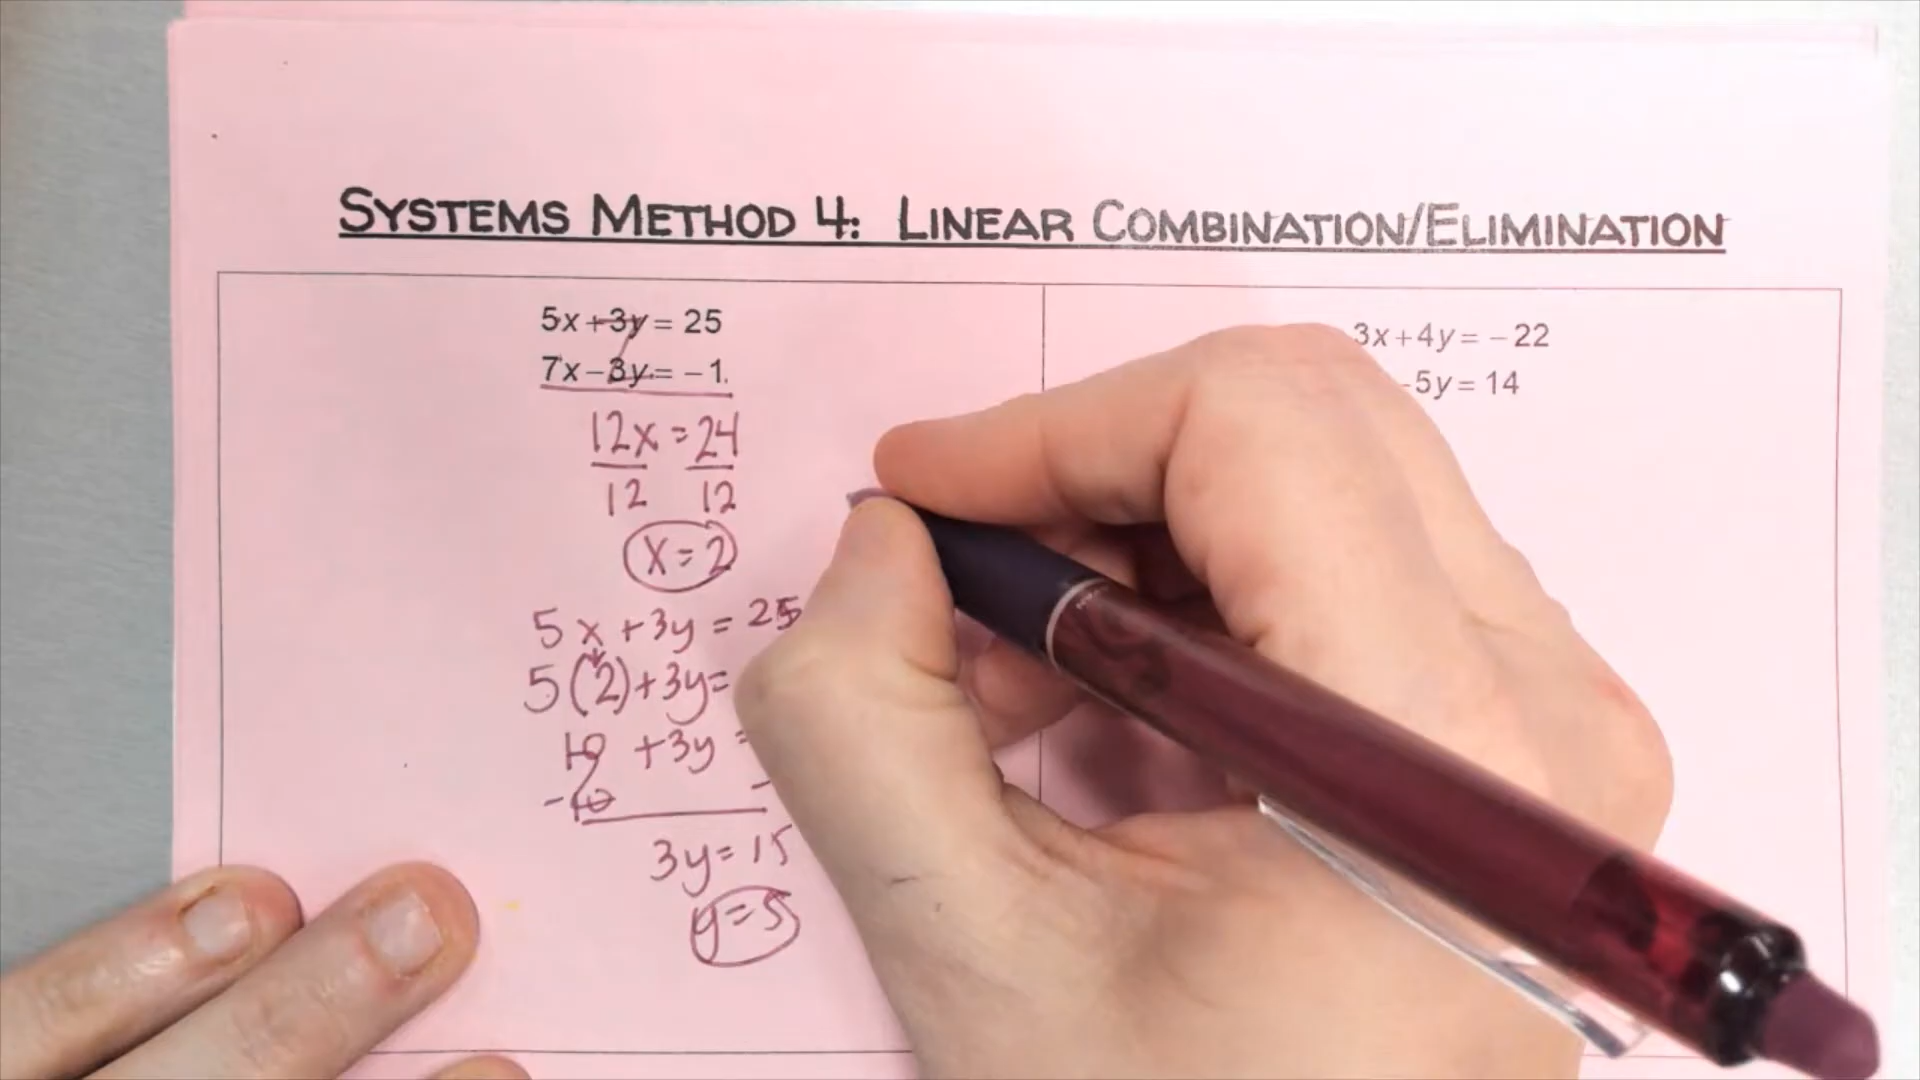 SYSTEMS METHOD 4: LINEAR COMBINATION/ELIMINATION
5x+3y = 25
7x−3y = −1
12x = 24
12 12
x = 2
5x + 3y = 25
5(2)+3y=
10 +3y =
-10 -
3y = 15
y = 5
3x+4y = −22
-5y = 14